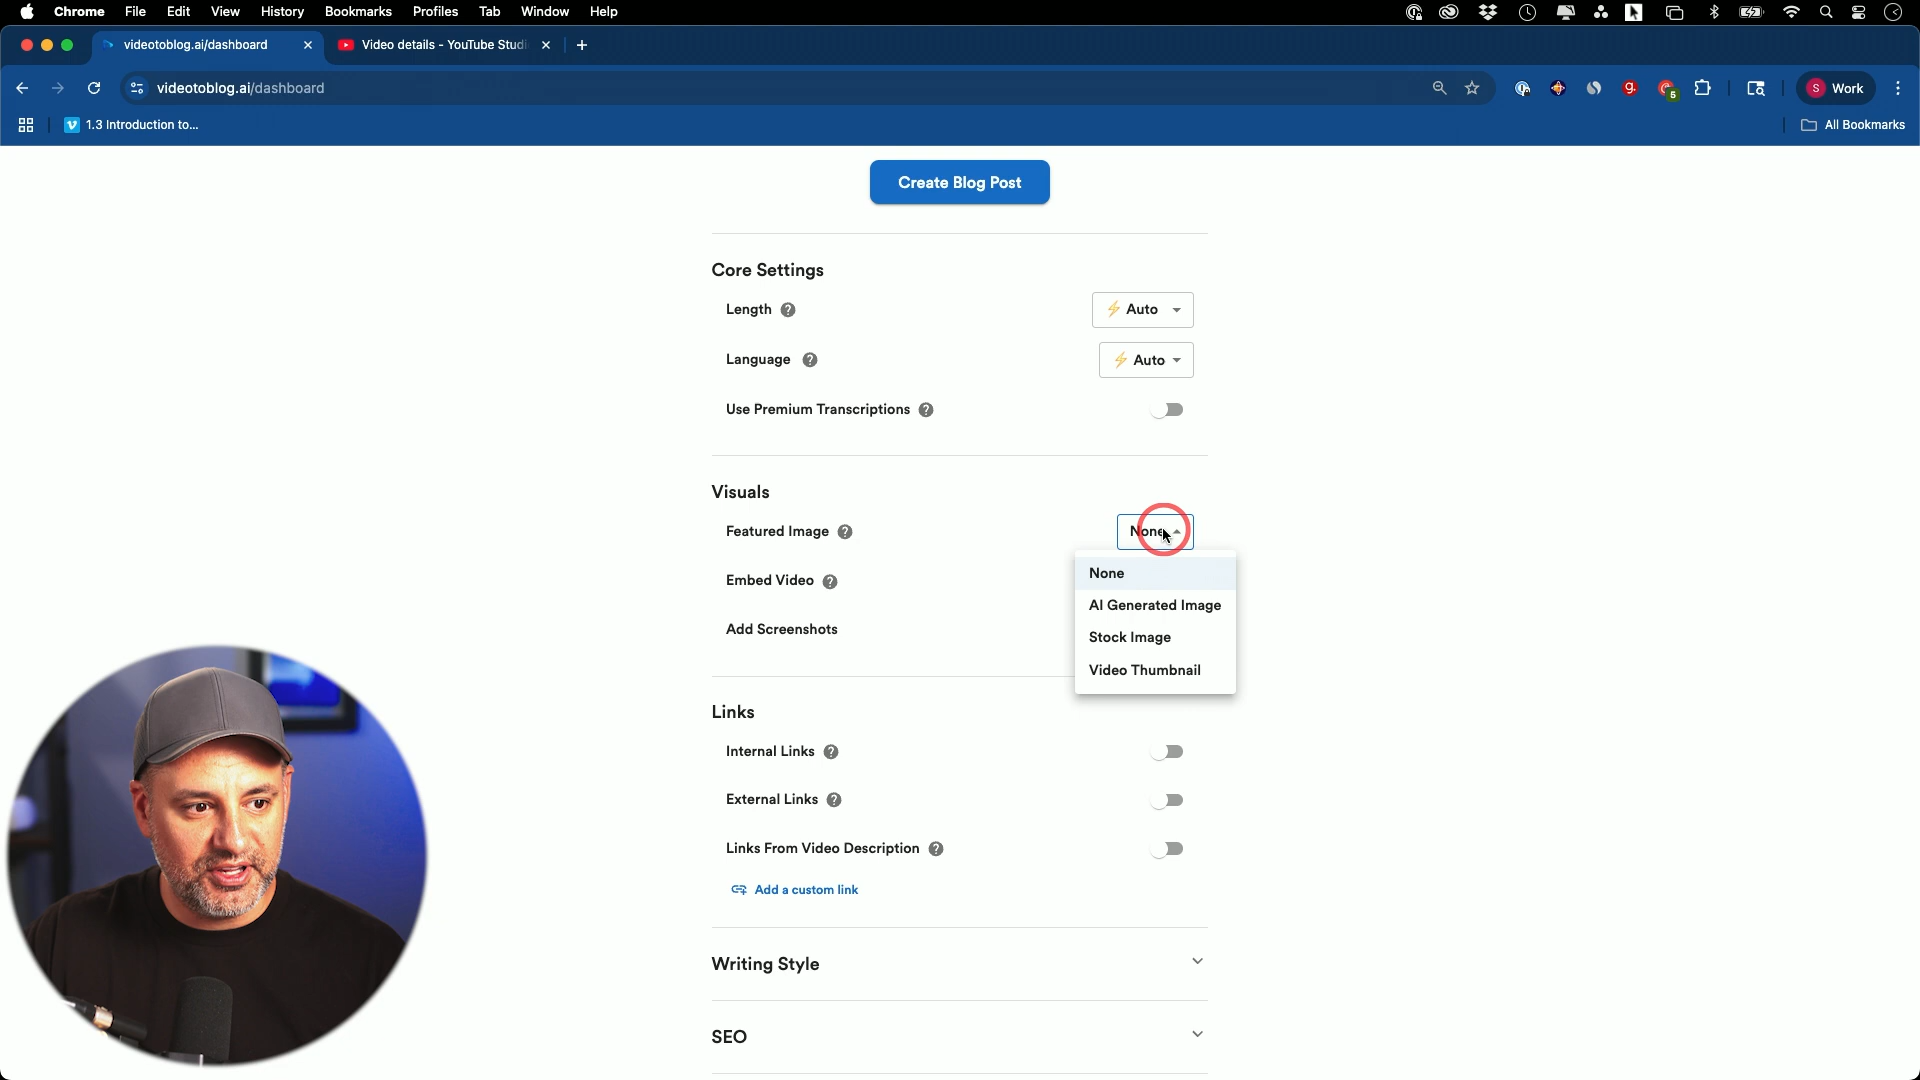 Chrome File Edit View History Bookmarks Profiles Tab Window Help
videotoblog.ai/dashboard Video details - YouTube Studi
videotoblog.ai/dashboard
g.
5
S Work
1.3 Introduction to...
All Bookmarks
Create Blog Post
Core Settings
Length ? Auto
Language ? Auto
Use Premium Transcriptions ?
Visuals
Featured Image ? None
None
Embed Video ?
AI Generated Image
Add Screenshots
Stock Image
Video Thumbnail
Links
Internal Links ?
External Links ?
Links From Video Description ?
Add a custom link
Writing Style
SEO